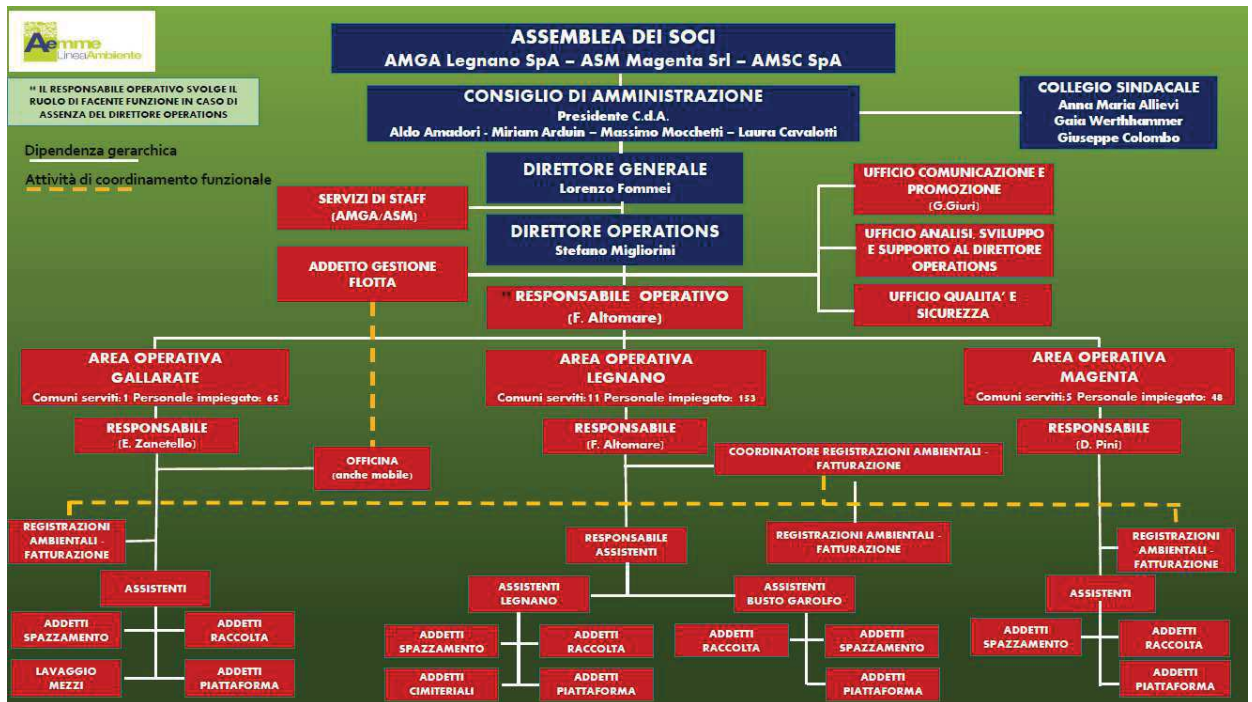 Aemme
LineaAmbiente
ASSEMBLEA DEI SOCI
AMGA Legnano SpA – ASM Magenta Srl – AMSC SpA
** IL RESPONSABILE OPERATIVO SVOLGE IL
RUOLO DI FACENTE FUNZIONE IN CASO DI
ASSENZA DEL DIRETTORE OPERATIONS
CONSIGLIO DI AMMINISTRAZIONE
Presidente C.d.A.
Aldo Amadori - Miriam Arduin – Massimo Mocchetti – Laura Cavalotti
COLLEGIO SINDACALE
Anna Maria Allievi
Gaia Werthhammer
Giuseppe Colombo
Dipendenza gerarchica
Attività di coordinamento funzionale
DIRETTORE GENERALE
Lorenzo Fommei
SERVIZI DI STAFF
(AMGA/ASM)
UFFICIO COMUNICAZIONE E
PROMOZIONE
(G.Giuri)
DIRETTORE OPERATIONS
Stefano Migliorini
UFFICIO ANALISI, SVILUPPO
E SUPPORTO AL DIRETTORE
OPERATIONS
ADDETTO GESTIONE
FLOTTA
UFFICIO QUALITA’ E
SICUREZZA
** RESPONSABILE OPERATIVO
(F. Altomare)
AREA OPERATIVA
GALLARATE
Comuni serviti:1 Personale impiegato: 65
AREA OPERATIVA
LEGNANO
Comuni serviti:11 Personale impiegato: 153
AREA OPERATIVA
MAGENTA
Comuni serviti:5 Personale impiegato: 48
RESPONSABILE
(E. Zanetello)
RESPONSABILE
(F. Altomare)
RESPONSABILE
(D. Pini)
OFFICINA
(anche mobile)
COORDINATORE REGISTRAZIONI AMBIENTALI -
FATTURAZIONE
REGISTRAZIONI
AMBIENTALI -
FATTURAZIONE
RESPONSABILE
ASSISTENTI
REGISTRAZIONI AMBIENTALI -
FATTURAZIONE
REGISTRAZIONI
AMBIENTALI -
FATTURAZIONE
ASSISTENTI
ASSISTENTI
LEGNANO
ASSISTENTI
BUSTO GAROLFO
ASSISTENTI
ADDETTI
SPAZZAMENTO
ADDETTI
RACCOLTA
ADDETTI
SPAZZAMENTO
ADDETTI
RACCOLTA
ADDETTI
RACCOLTA
ADDETTI
SPAZZAMENTO
ADDETTI
SPAZZAMENTO
ADDETTI
RACCOLTA
LAVAGGIO
MEZZI
ADDETTI
PIATTAFORMA
ADDETTI
CIMITERIALI
ADDETTI
PIATTAFORMA
ADDETTI
PIATTAFORMA
ADDETTI
PIATTAFORMA